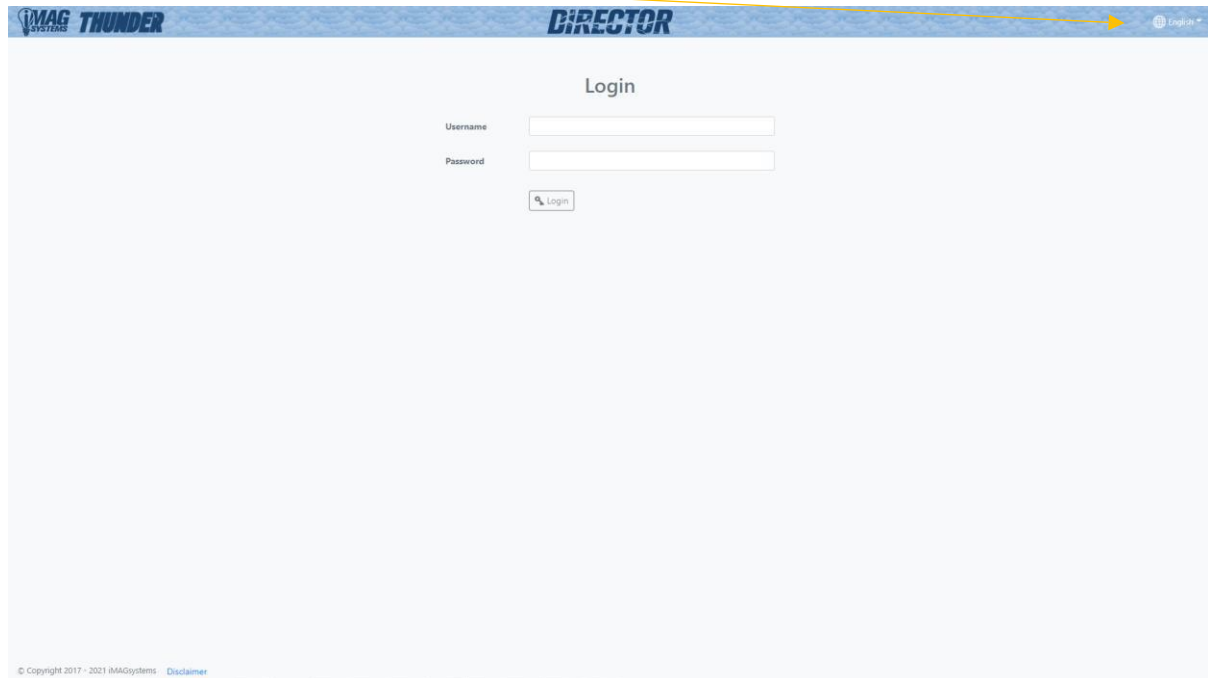 iMAG SYSTEMS THUNDER DiRECTOR English
Login
Username
Password
Login
© Copyright 2017 - 2021 iMAGsystems Disclaimer